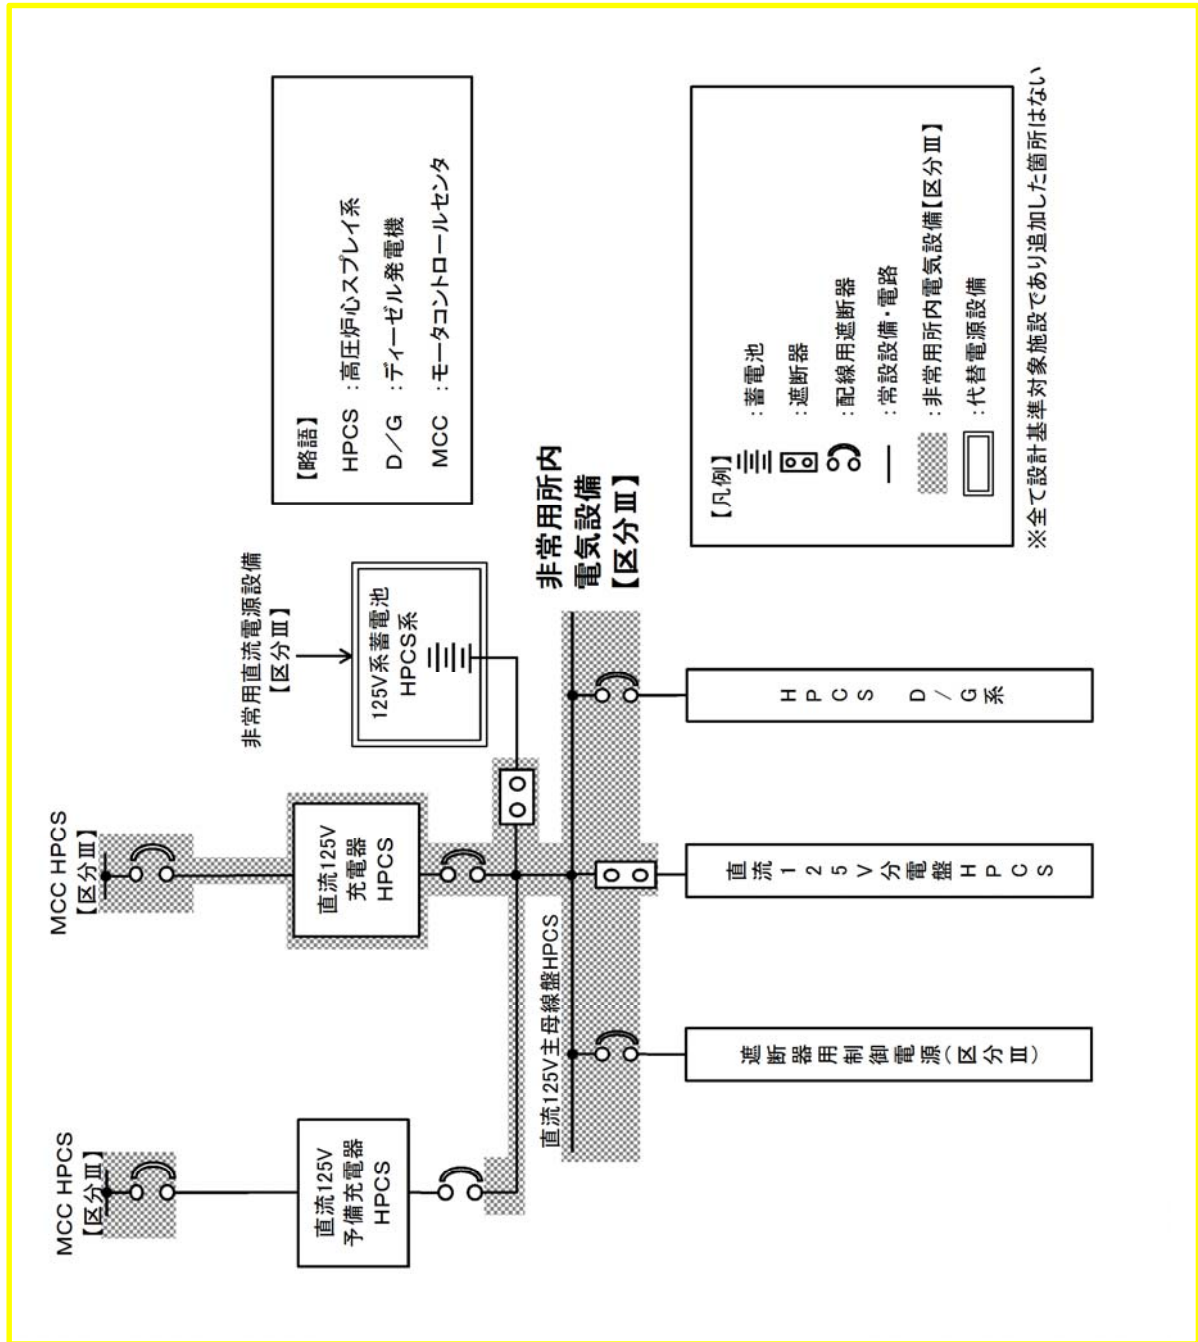 MCC HPCS
【区分Ⅲ】
MCC HPCS
【区分Ⅲ】
非常用直流電源設備
【区分Ⅲ】
直流125V
予備充電器
HPCS
直流125V
充電器
HPCS
125V系蓄電池
HPCS系
直流125V主母線盤HPCS
非常用所内
電気設備
【区分Ⅲ】
遮断器用制御電源(区分Ⅲ)
直流125V分電盤HPCS
HPCS D/G系
【略語】
HPCS :高圧炉心スプレイ系
D/G :ディーゼル発電機
MCC :モータコントロールセンタ
【凡例】
:蓄電池
:遮断器
:配線用遮断器
:常設設備・電路
:非常用所内電気設備【区分Ⅲ】
:代替電源設備
※全て設計基準対象施設であり追加した箇所はない